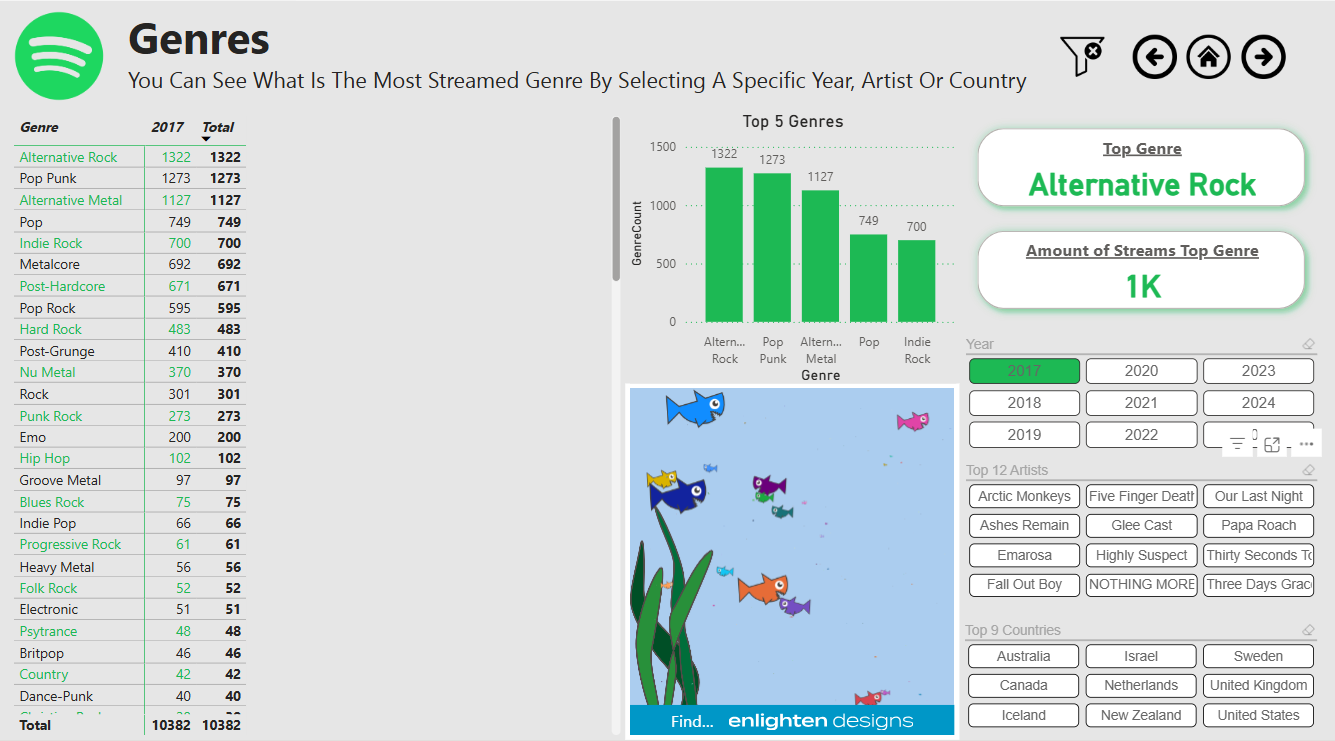 Genres
You Can See What Is The Most Streamed Genre By Selecting A Specific Year, Artist Or Country
Genre 2017 Total
Alternative Rock 1322 1322
Pop Punk 1273 1273
Alternative Metal 1127 1127
Pop 749 749
Indie Rock 700 700
Metalcore 692 692
Post-Hardcore 671 671
Pop Rock 595 595
Hard Rock 483 483
Post-Grunge 410 410
Nu Metal 370 370
Rock 301 301
Punk Rock 273 273
Emo 200 200
Hip Hop 102 102
Groove Metal 97 97
Blues Rock 75 75
Indie Pop 66 66
Progressive Rock 61 61
Heavy Metal 56 56
Folk Rock 52 52
Electronic 51 51
Psytrance 48 48
Britpop 46 46
Country 42 42
Dance-Punk 40 40
Total 10382 10382
Top 5 Genres
GenreCount
1500
1000
500
0
1322
1273
1127
749
700
Altern... Rock
Pop Punk
Altern... Metal
Pop
Indie Rock
Genre
Find... enlighten designs
Top Genre
Alternative Rock
Amount of Streams Top Genre
1K
Year
2017 2020 2023
2018 2021 2024
2019 2022
Top 12 Artists
Arctic Monkeys Five Finger Death Our Last Night
Ashes Remain Glee Cast Papa Roach
Emarosa Highly Suspect Thirty Seconds To
Fall Out Boy NOTHING MORE Three Days Grac
Top 9 Countries
Australia Israel Sweden
Canada Netherlands United Kingdom
Iceland New Zealand United States